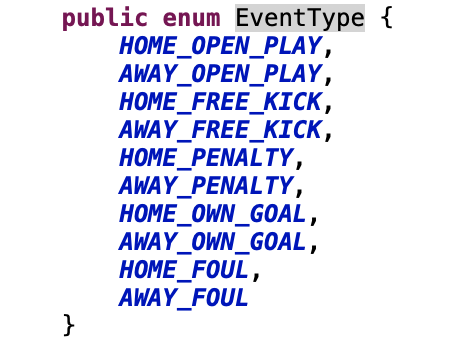 public enum EventType {
HOME_OPEN_PLAY,
AWAY_OPEN_PLAY,
HOME_FREE_KICK,
AWAY_FREE_KICK,
HOME_PENALTY,
AWAY_PENALTY,
HOME_OWN_GOAL,
AWAY_OWN_GOAL,
HOME_FOUL,
AWAY_FOUL
}